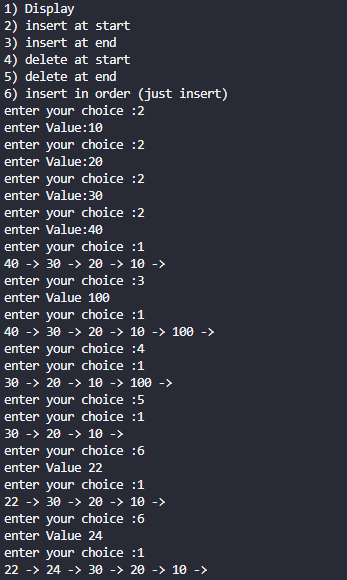 1) Display
2) insert at start
3) insert at end
4) delete at start
5) delete at end
6) insert in order (just insert)
enter your choice :2
enter Value:10
enter your choice :2
enter Value:20
enter your choice :2
enter Value:30
enter your choice :2
enter Value:40
enter your choice :1
40 -> 30 -> 20 -> 10 ->
enter your choice :3
enter Value 100
enter your choice :1
40 -> 30 -> 20 -> 10 -> 100 ->
enter your choice :4
enter your choice :1
30 -> 20 -> 10 -> 100 ->
enter your choice :5
enter your choice :1
30 -> 20 -> 10 ->
enter your choice :6
enter Value 22
enter your choice :1
22 -> 30 -> 20 -> 10 ->
enter your choice :6
enter Value 24
enter your choice :1
22 -> 24 -> 30 -> 20 -> 10 ->